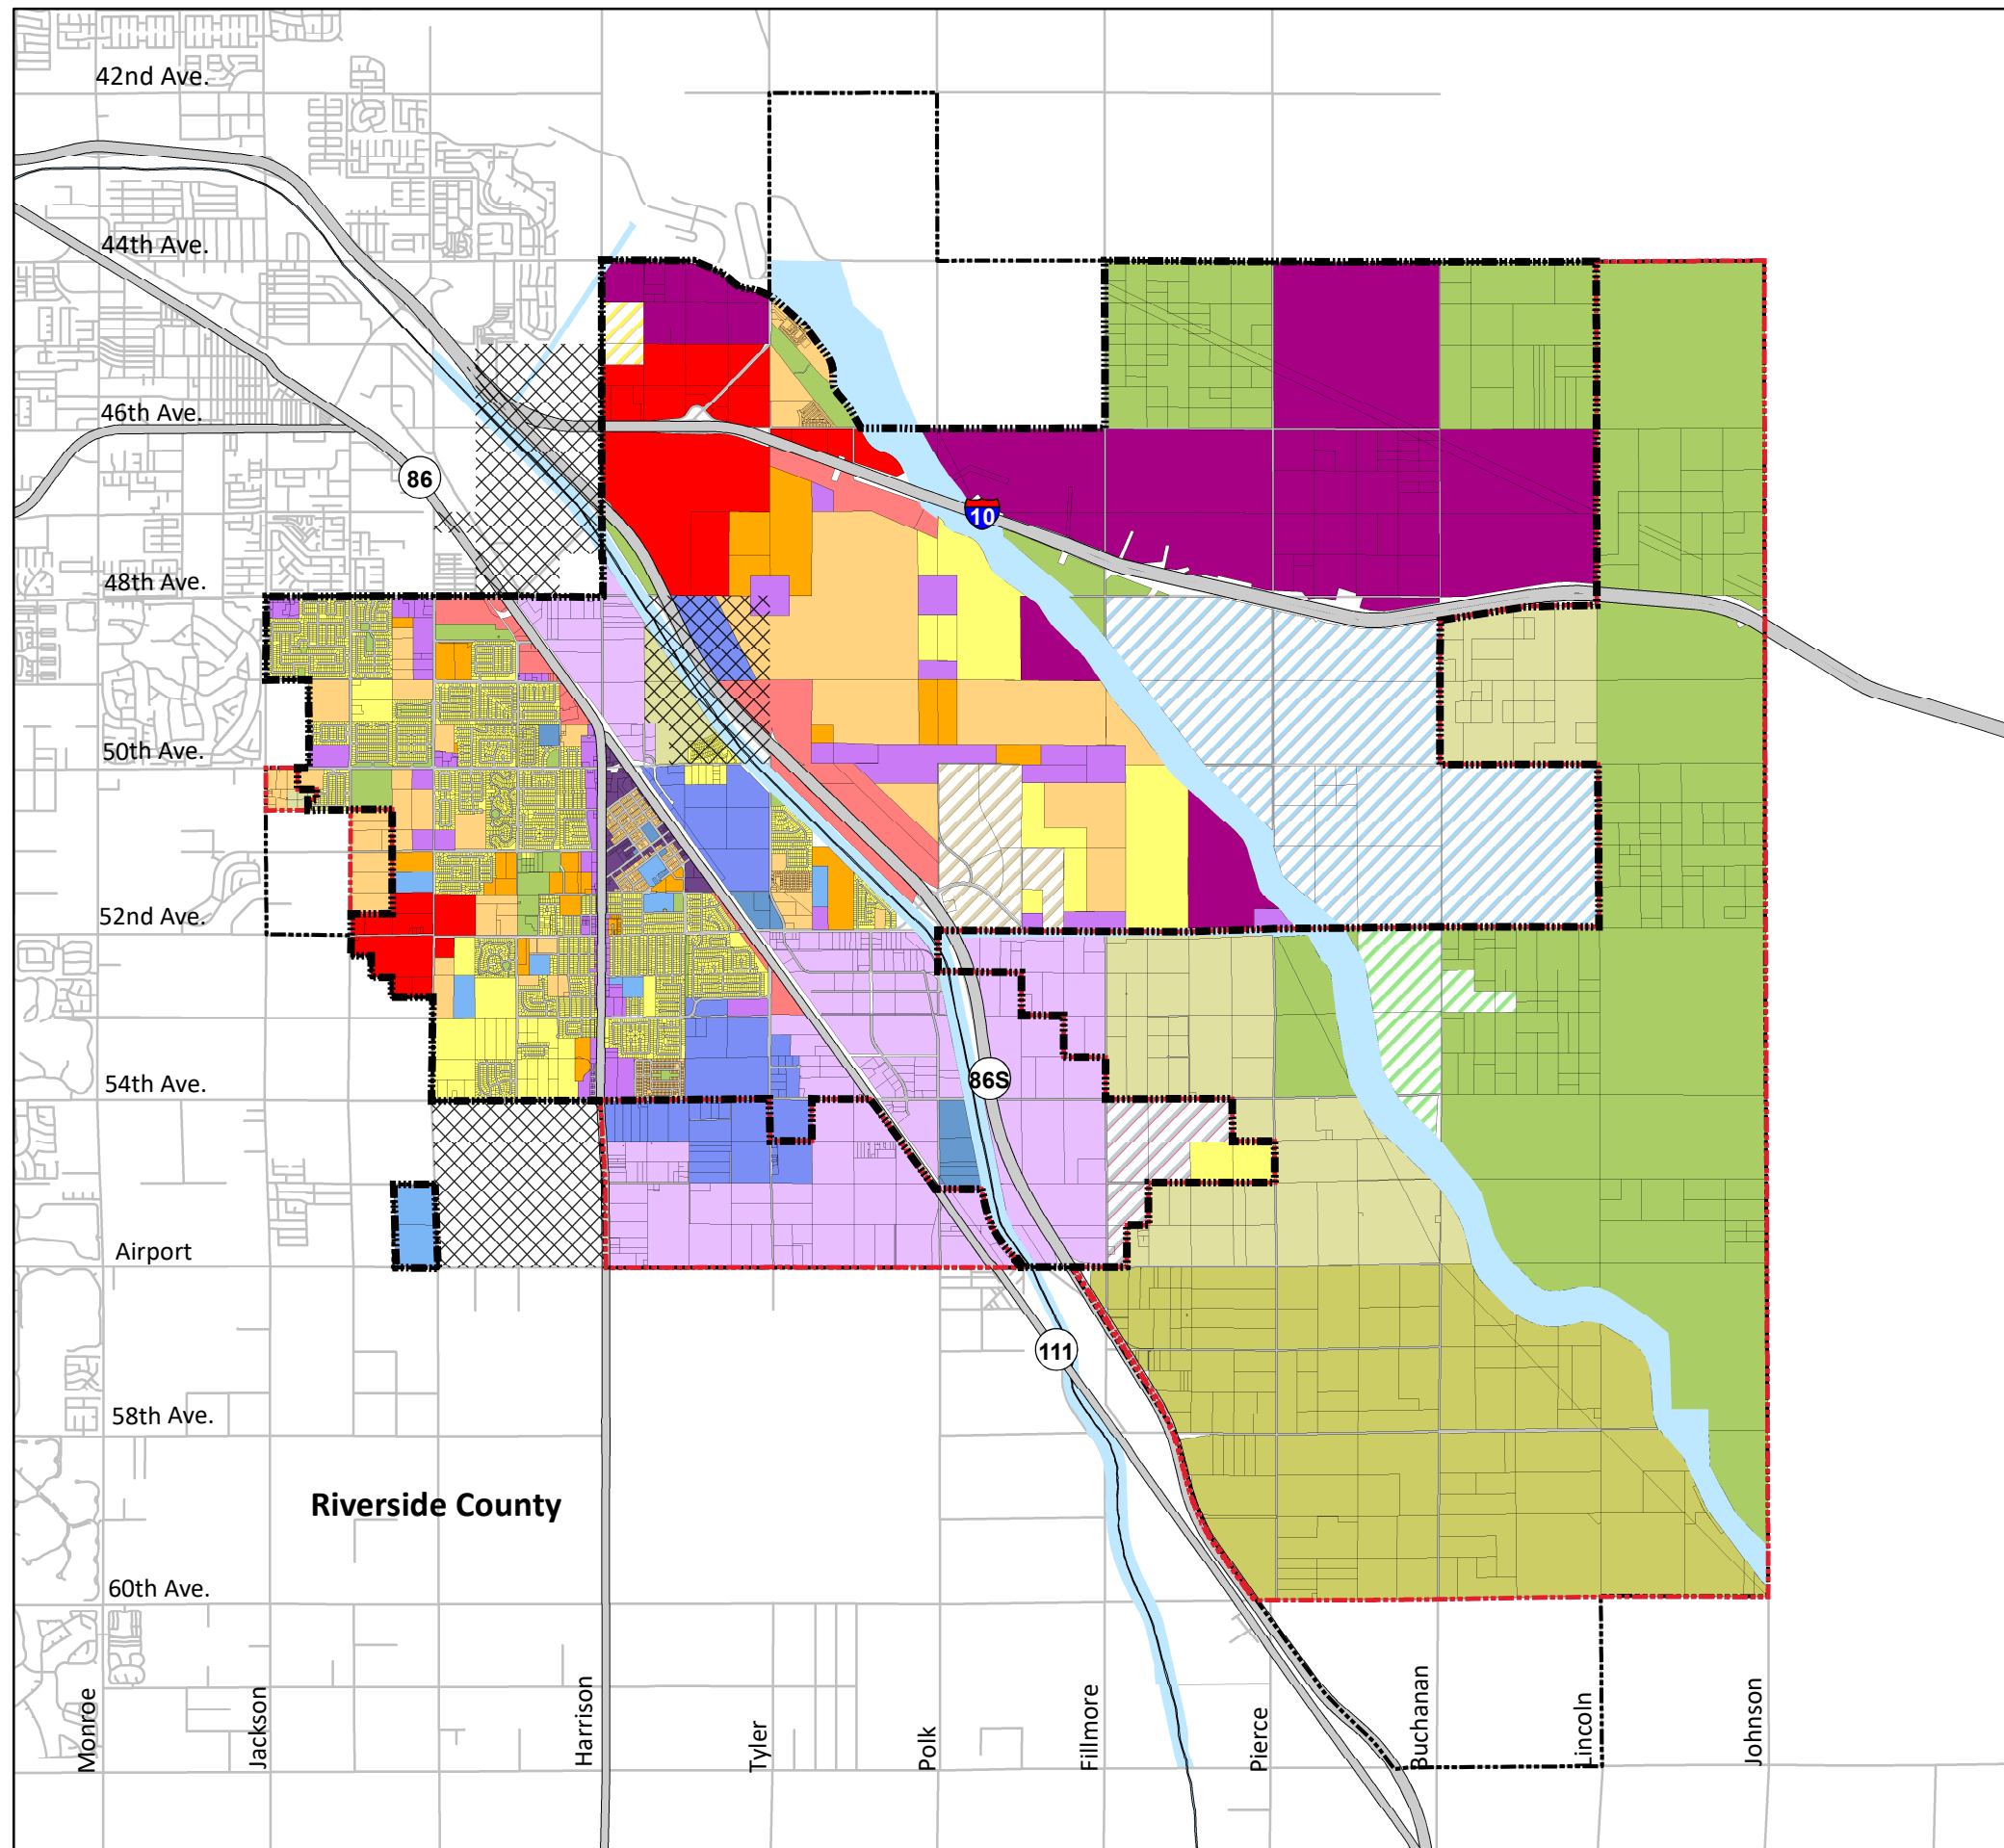 42nd Ave.
44th Ave.
46th Ave.
86
10
48th Ave.
50th Ave.
52nd Ave.
54th Ave.
86S
Airport
111
58th Ave.
Riverside County
60th Ave.
Monroe
Jackson
Harrison
Tyler
Polk
Fillmore
Pierce
Buchanan
Lincoln
Johnson